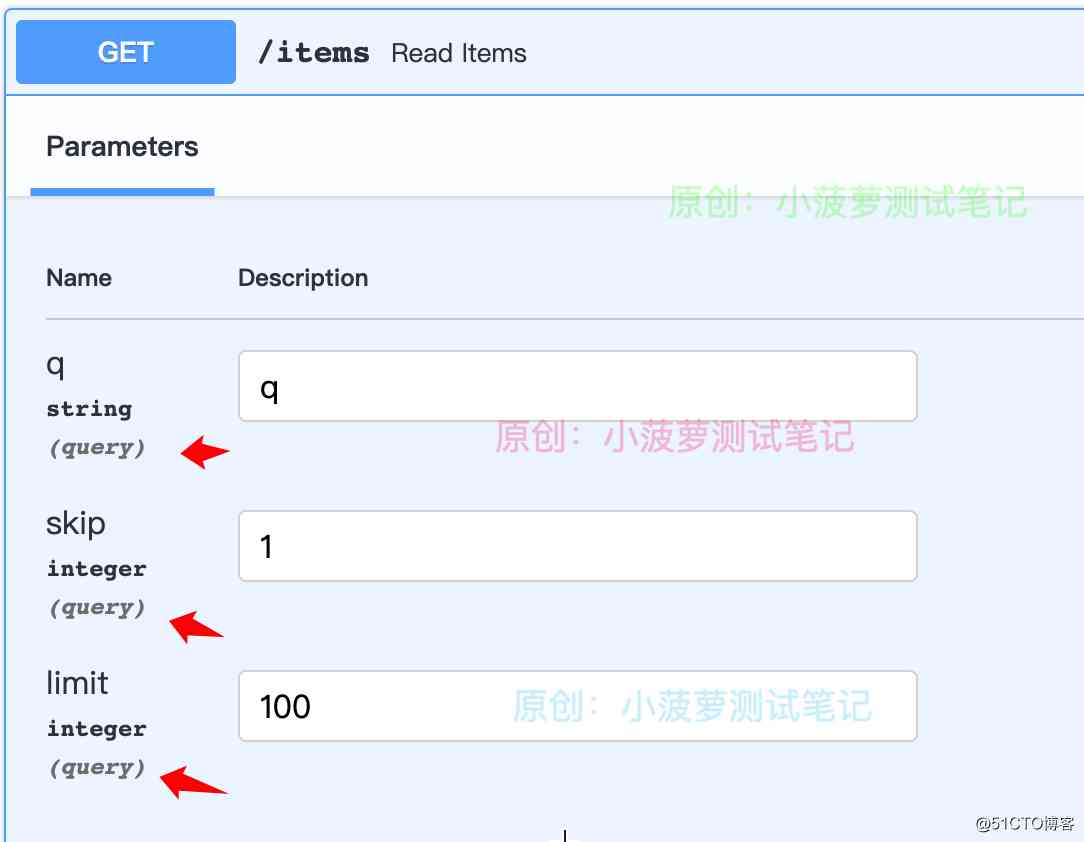 GET /items Read Items
Parameters
原创：小菠萝测试笔记
Name Description
q
q
string
(query)
原创：小菠萝测试笔记
skip
1
integer
(query)
limit
100
原创：小菠萝测试笔记
integer
(query)
@51CTO博客